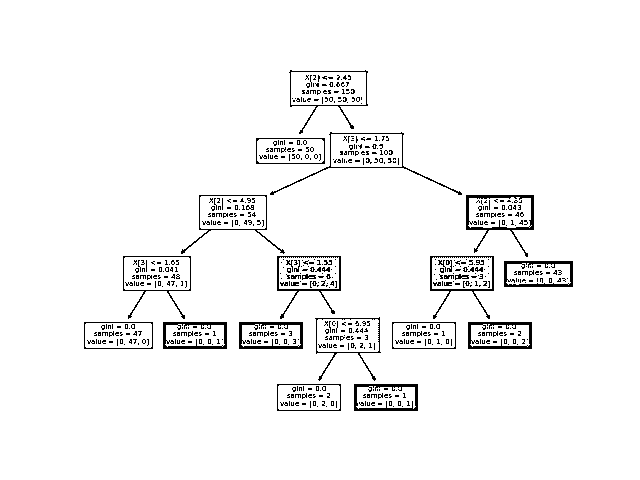 X[2] <= 2.45
gini = 0.667
samples = 150
value = [50, 50, 50]
gini = 0.0
samples = 50
value = [50, 0, 0]
X[3] <= 1.75
gini = 0.5
samples = 100
value = [0, 50, 50]
X[2] <= 4.95
gini = 0.168
samples = 54
value = [0, 49, 5]
X[2] <= 4.85
gini = 0.043
samples = 46
value = [0, 1, 45]
X[3] <= 1.65
gini = 0.041
samples = 48
value = [0, 47, 1]
X[3] <= 1.55
gini = 0.444
samples = 6
value = [0, 2, 4]
X[0] <= 5.95
gini = 0.444
samples = 3
value = [0, 1, 2]
gini = 0.0
samples = 43
value = [0, 0, 43]
gini = 0.0
samples = 47
value = [0, 47, 0]
gini = 0.0
samples = 1
value = [0, 0, 1]
gini = 0.0
samples = 3
value = [0, 0, 3]
X[0] <= 6.95
gini = 0.444
samples = 3
value = [0, 2, 1]
gini = 0.0
samples = 1
value = [0, 1, 0]
gini = 0.0
samples = 2
value = [0, 0, 2]
gini = 0.0
samples = 2
value = [0, 2, 0]
gini = 0.0
samples = 1
value = [0, 0, 1]